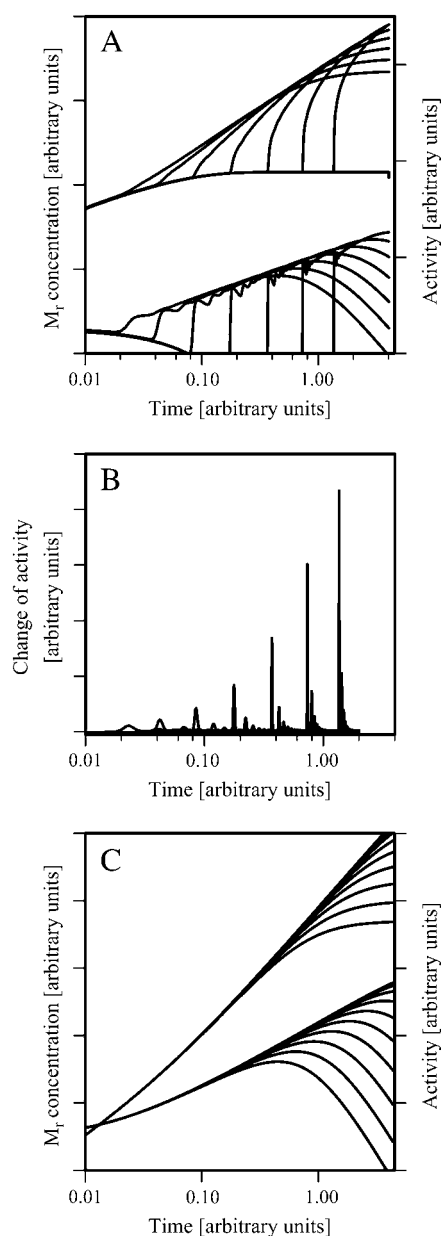 A
M_r concentration [arbitrary units]
Activity [arbitrary units]
0.01 0.10 1.00
Time [arbitrary units]
B
Change of activity
[arbitrary units]
0.01 0.10 1.00
Time [arbitrary units]
C
M_r concentration [arbitrary units]
Activity [arbitrary units]
0.01 0.10 1.00
Time [arbitrary units]